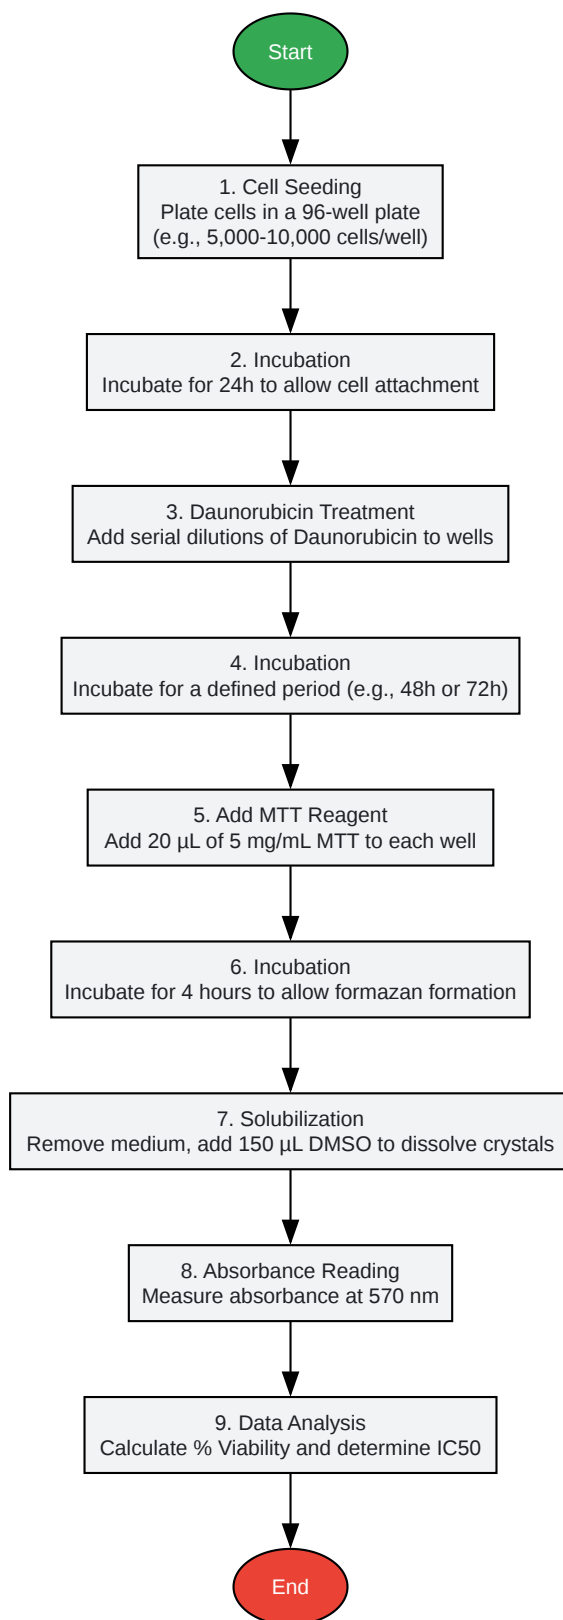 Start
1. Cell Seeding
Plate cells in a 96-well plate
(e.g., 5,000-10,000 cells/well)
2. Incubation
Incubate for 24h to allow cell attachment
3. Daunorubicin Treatment
Add serial dilutions of Daunorubicin to wells
4. Incubation
Incubate for a defined period (e.g., 48h or 72h)
5. Add MTT Reagent
Add 20 µL of 5 mg/mL MTT to each well
6. Incubation
Incubate for 4 hours to allow formazan formation
7. Solubilization
Remove medium, add 150 µL DMSO to dissolve crystals
8. Absorbance Reading
Measure absorbance at 570 nm
9. Data Analysis
Calculate % Viability and determine IC50
End